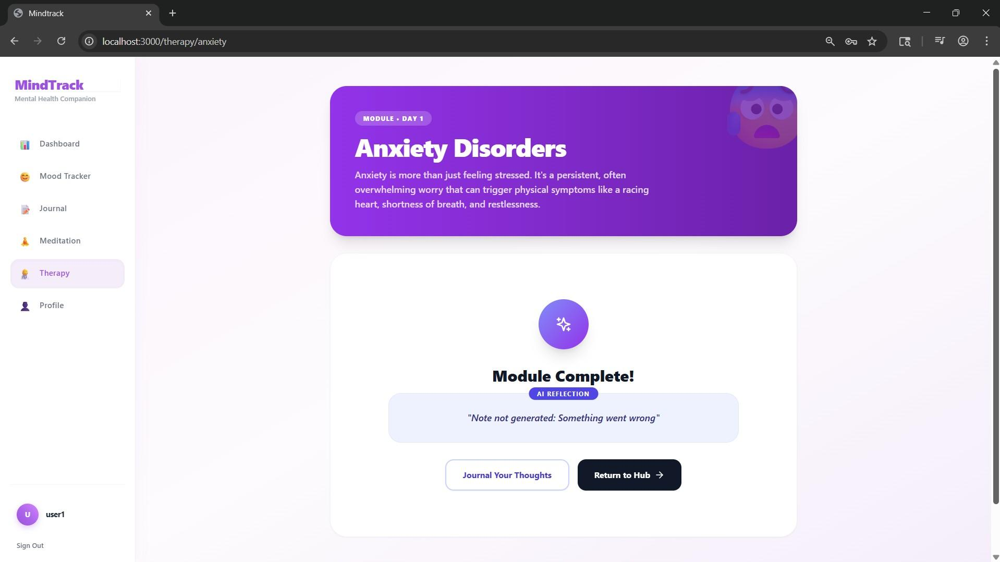 Mindtrack
localhost:3000/therapy/anxiety
MindTrack
Mental Health Companion
Dashboard
Mood Tracker
Journal
Meditation
Therapy
Profile
U
user1
Sign Out
MODULE • DAY 1
Anxiety Disorders
Anxiety is more than just feeling stressed. It's a persistent, often
overwhelming worry that can trigger physical symptoms like a racing
heart, shortness of breath, and restlessness.
Module Complete!
AI REFLECTION
"Note not generated: Something went wrong"
Journal Your Thoughts
Return to Hub →